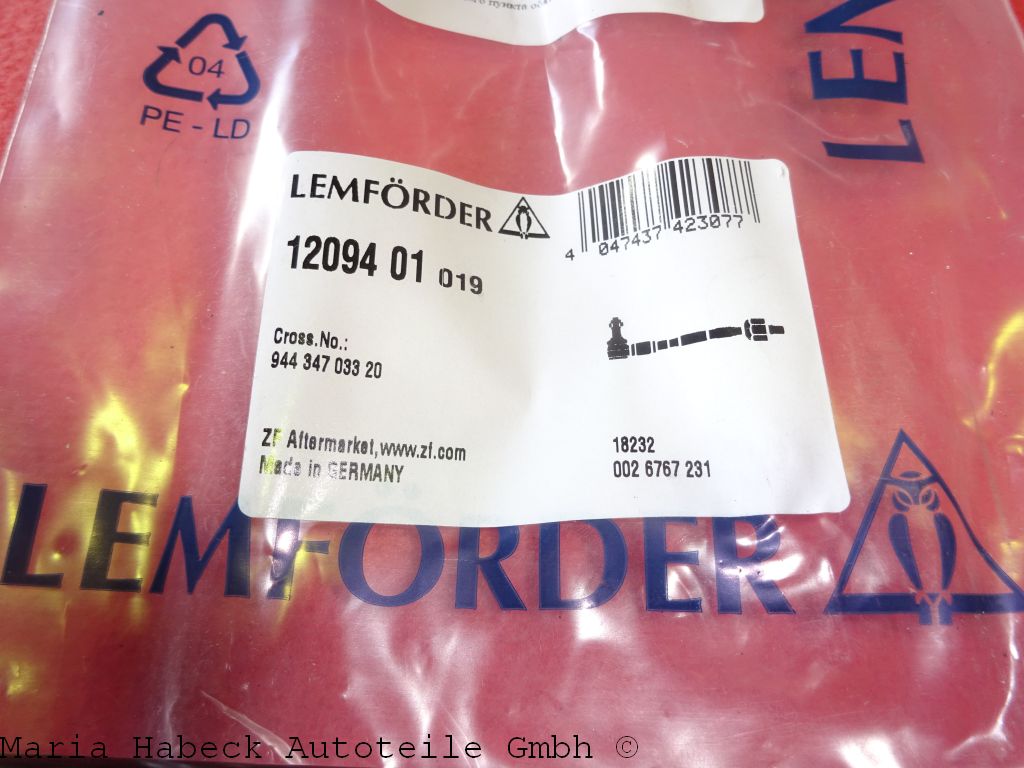 пункта
04
PE - LD
LEM
LEMFÖRDER
12094 01 019
4 047437 423077
Cross.No.:
944 347 033 20
ZF Aftermarket,www.zf.com
Made in GERMANY
18232
002 6767 231
LEMFÖRDER
Maria Habeck Autoteile Gmbh ©